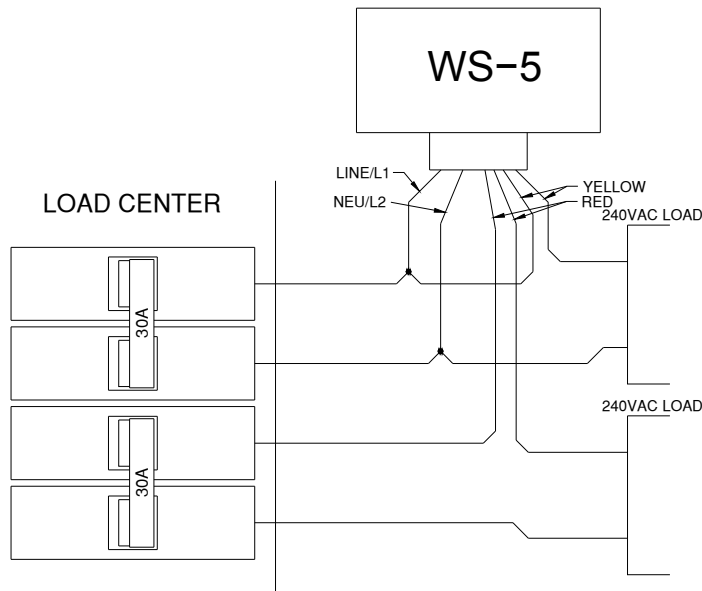 WS-5
LINE/L1
NEU/L2
YELLOW
RED
LOAD CENTER
240VAC LOAD
30A
240VAC LOAD
30A